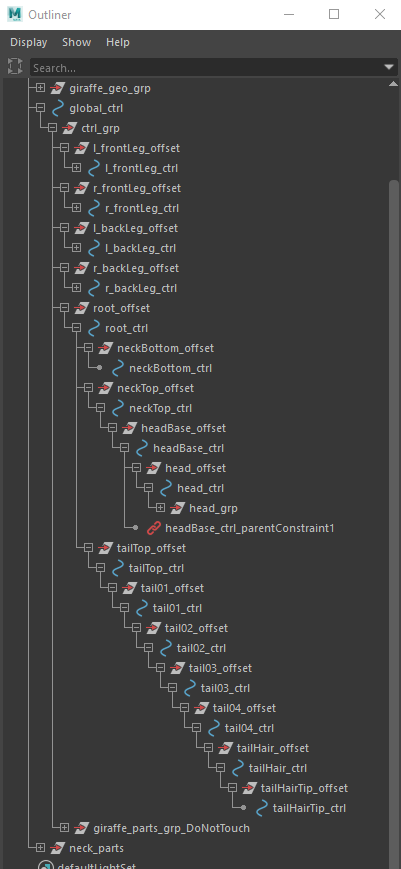 Outliner
Display Show Help
Search...
giraffe_geo_grp
global_ctrl
ctrl_grp
l_frontLeg_offset
l_frontLeg_ctrl
r_frontLeg_offset
r_frontLeg_ctrl
l_backLeg_offset
l_backLeg_ctrl
r_backLeg_offset
r_backLeg_ctrl
root_offset
root_ctrl
neckBottom_offset
neckBottom_ctrl
neckTop_offset
neckTop_ctrl
headBase_offset
headBase_ctrl
head_offset
head_ctrl
head_grp
headBase_ctrl_parentConstraint1
tailTop_offset
tailTop_ctrl
tail01_offset
tail01_ctrl
tail02_offset
tail02_ctrl
tail03_offset
tail03_ctrl
tail04_offset
tail04_ctrl
tailHair_offset
tailHair_ctrl
tailHairTip_offset
tailHairTip_ctrl
giraffe_parts_grp_DoNotTouch
neck_parts
defaultLightSet